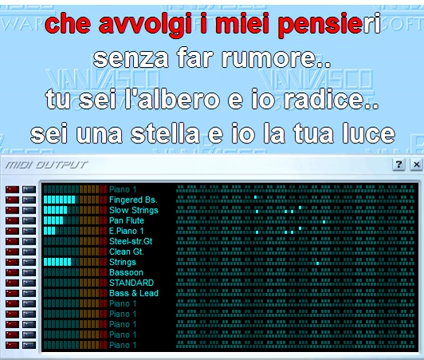 che avvolgi i miei pensieri
senza far rumore..
tu sei l'albero e io radice..
sei una stella e io la tua luce
MIDI OUTPUT ? ×
Piano 1
Fingered Bs.
Slow Strings
Pan Flute
E.Piano 1
Steel-str.Gt
Clean Gt.
Strings
Bassoon
STANDARD
Bass & Lead
Piano 1
Piano 1
Piano 1
Piano 1
Piano 1